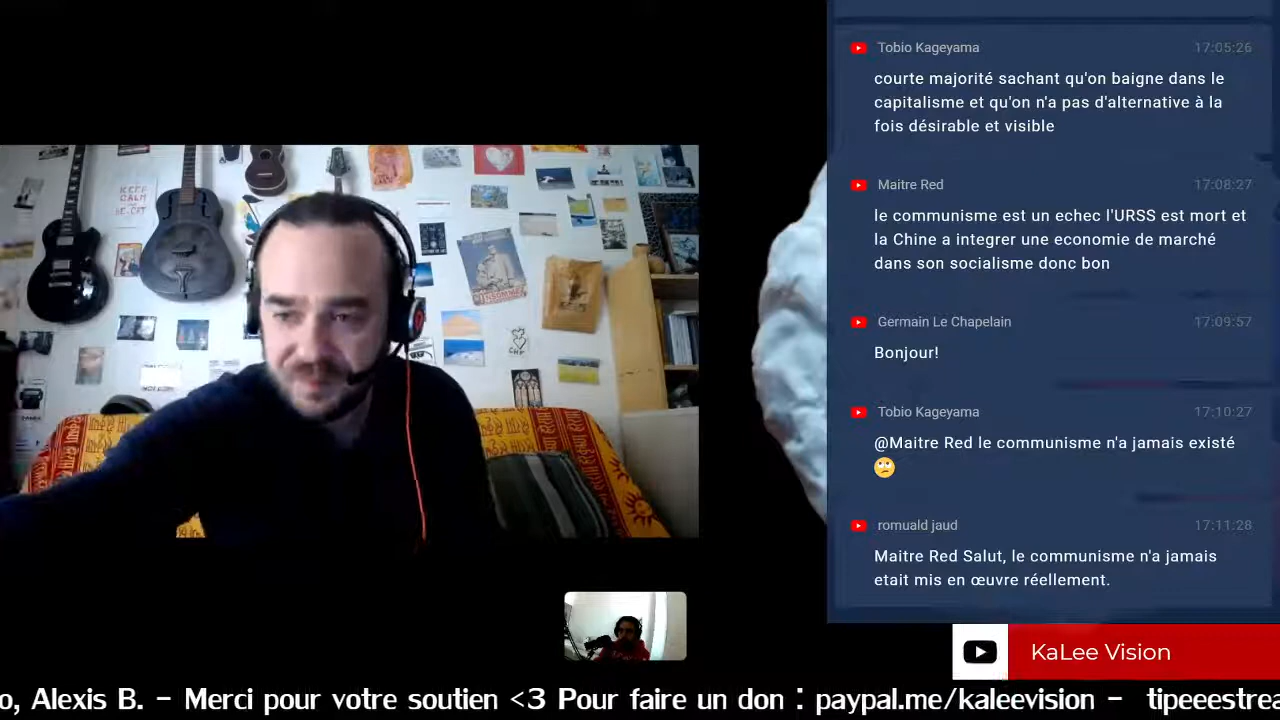 Tobio Kageyama 17:05:26
courte majorité sachant qu'on baigne dans le
capitalisme et qu'on n'a pas d'alternative à la
fois désirable et visible
Maitre Red 17:08:27
le communisme est un echec l'URSS est mort et
la Chine a integrer une economie de marché
dans son socialisme donc bon
Germain Le Chapelain 17:09:57
Bonjour!
Tobio Kageyama 17:10:27
@Maitre Red le communisme n'a jamais existé
🙄
romuald jaud 17:11:28
Maitre Red Salut, le communisme n'a jamais
etait mis en œuvre réellement.
KEEP
CALM
INSOUMIS
KaLee Vision
o, Alexis B. - Merci pour votre soutien <3 Pour faire un don : paypal.me/kaleevision - tipeeestrea